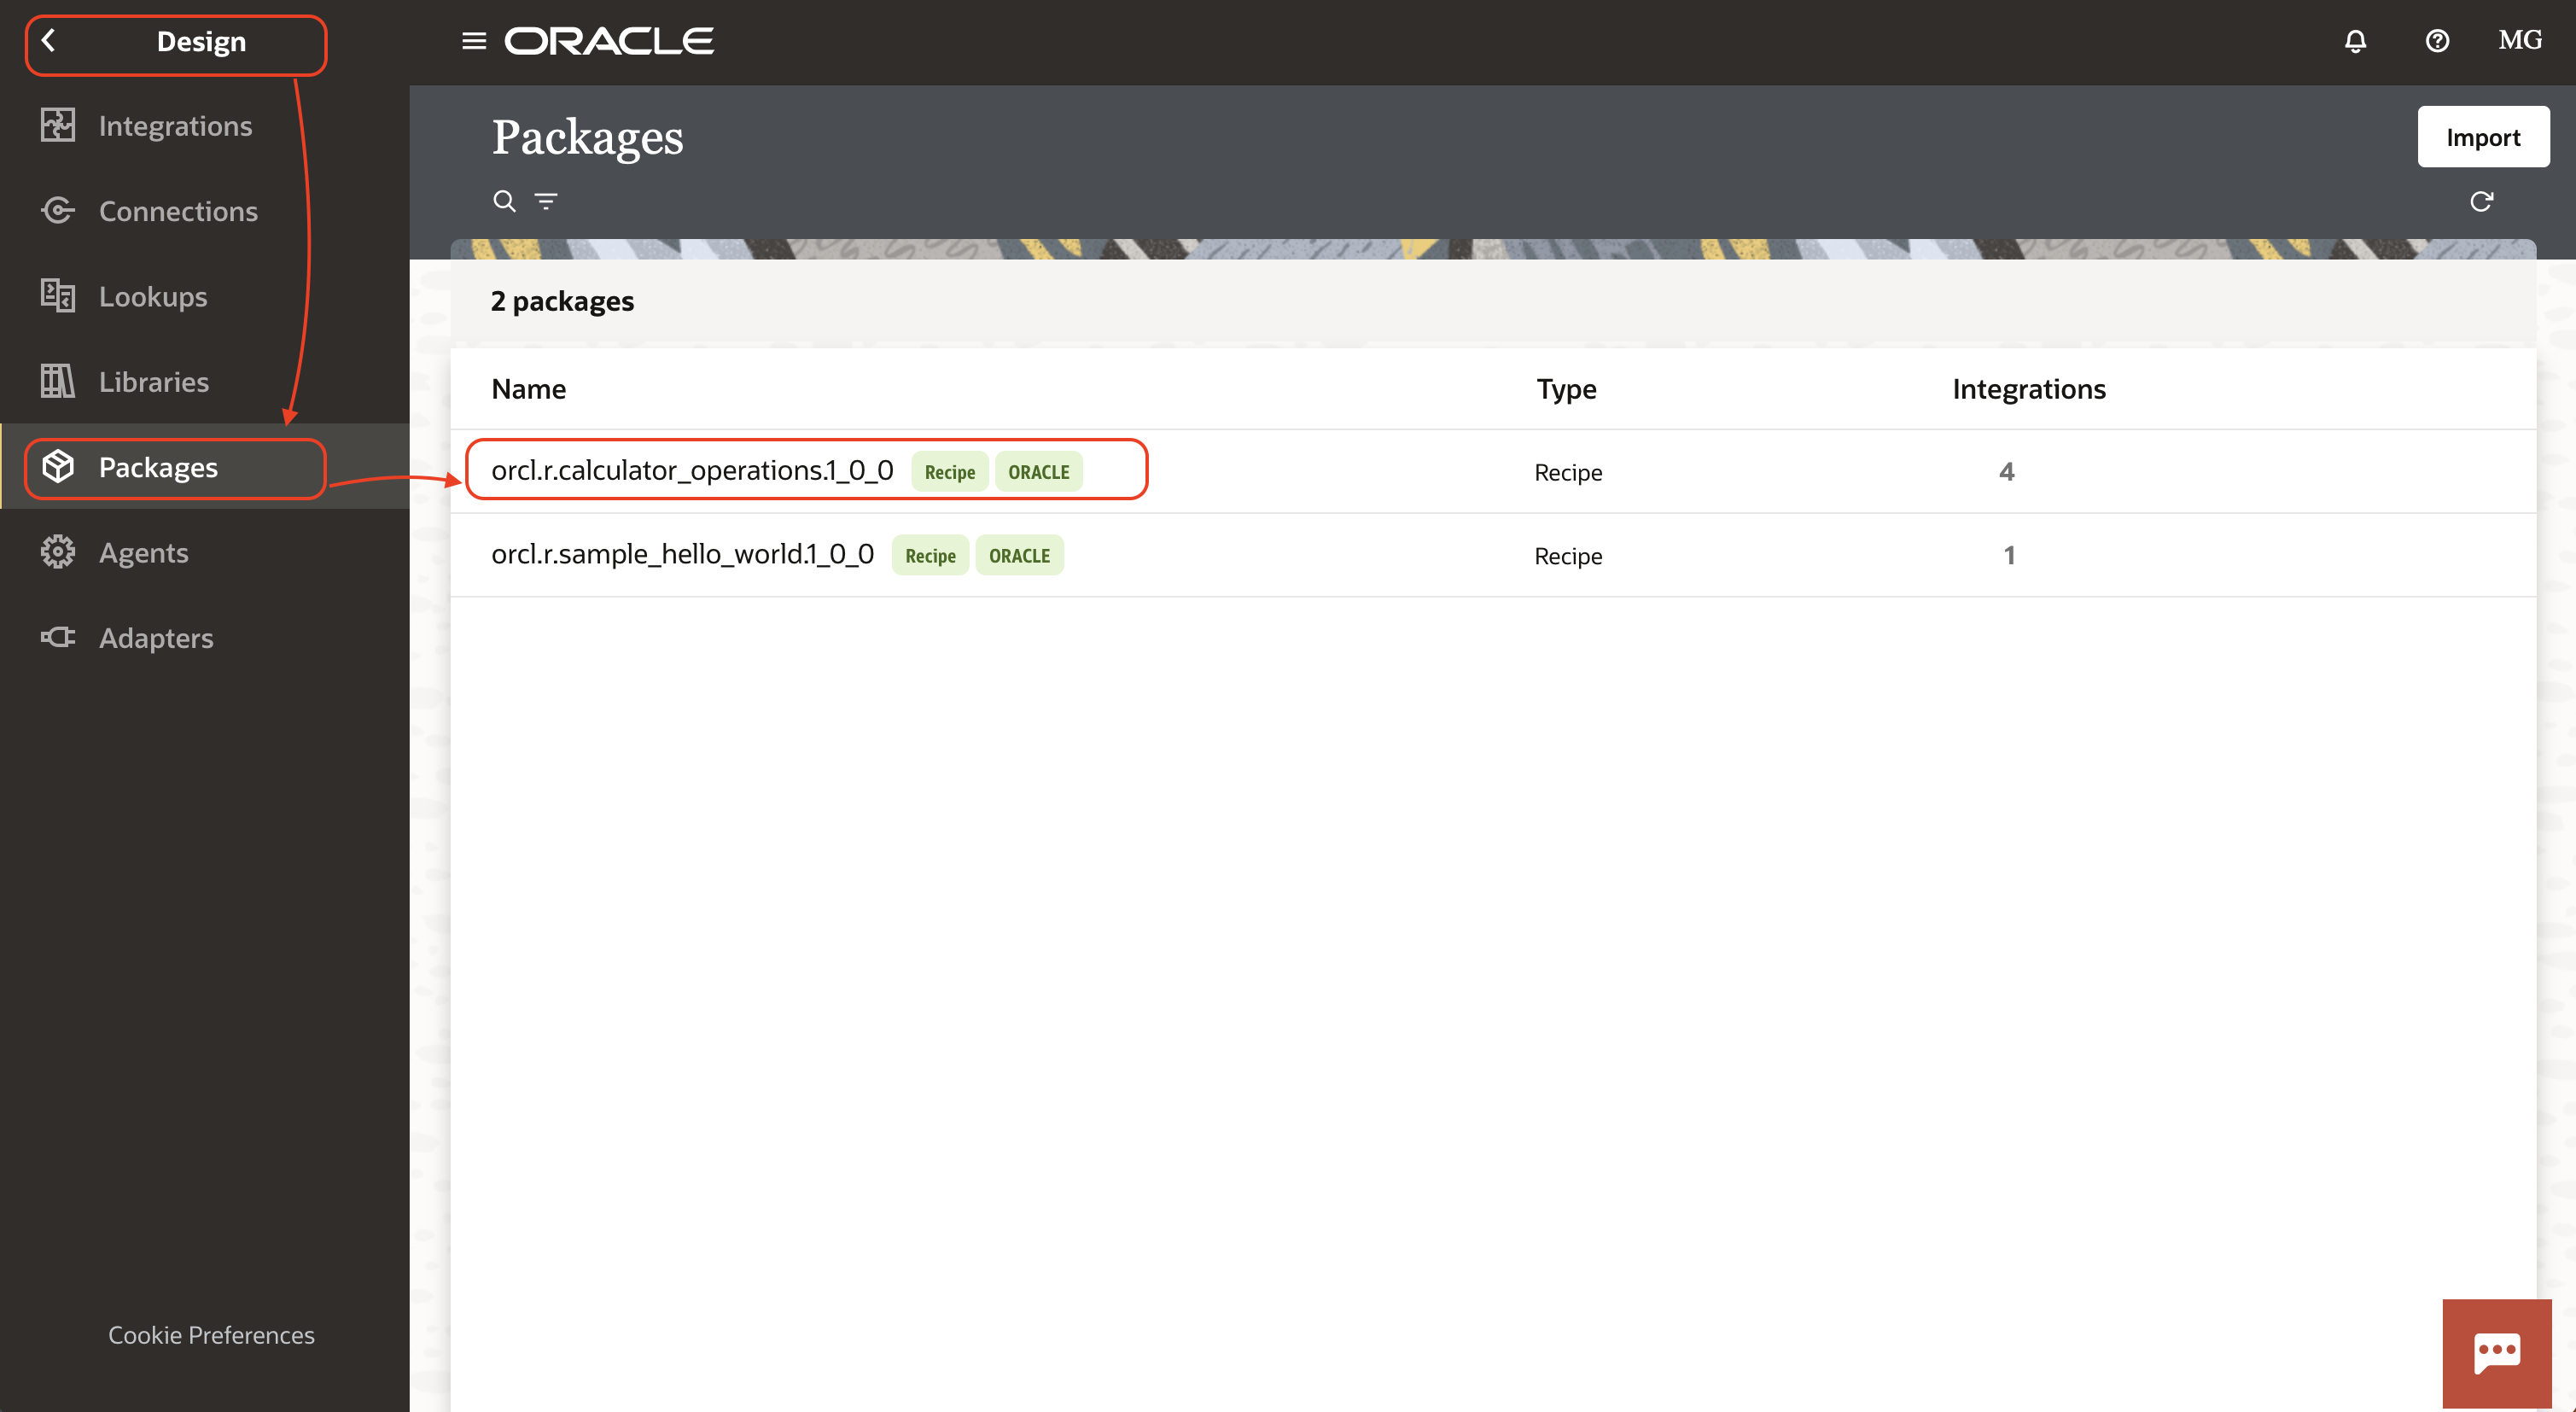 Design
ORACLE
MG
Integrations
Connections
Lookups
Libraries
Packages
Agents
Adapters
Cookie Preferences
Packages
Import
2 packages
Name Type Integrations
orcl.r.calculator_operations.1_0_0 Recipe ORACLE Recipe 4
orcl.r.sample_hello_world.1_0_0 Recipe ORACLE Recipe 1